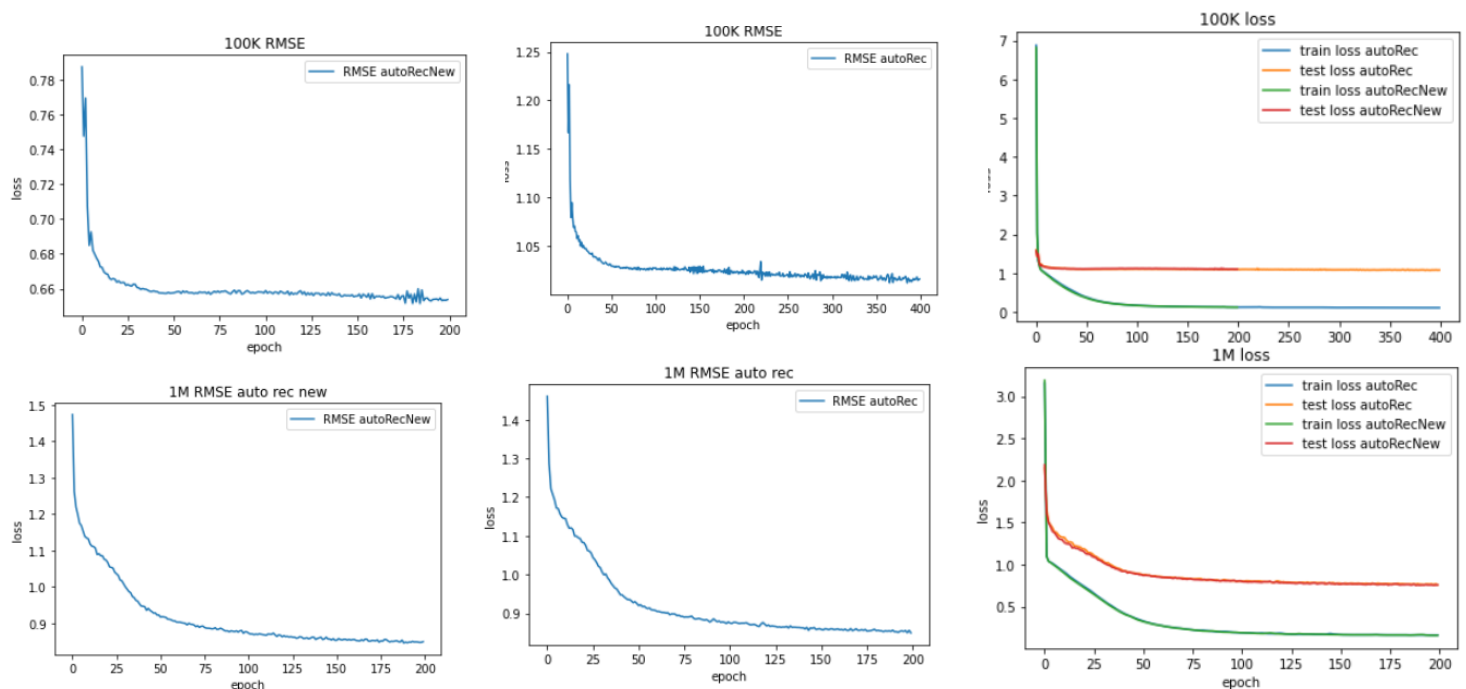 100K RMSE
RMSE autoRecNew
0.78
0.76
0.74
0.72
0.70
0.68
0.66
loss
0 25 50 75 100 125 150 175 200
epoch
100K RMSE
RMSE autoRec
1.25
1.20
1.15
1.10
1.05
loss
0 50 100 150 200 250 300 350 400
epoch
100K loss
train loss autoRec
test loss autoRec
train loss autoRecNew
test loss autoRecNew
7
6
5
4
3
2
1
0
0 50 100 150 200 250 300 350 400
1M RMSE auto rec new
RMSE autoRecNew
1.5
1.4
1.3
1.2
1.1
1.0
0.9
loss
0 25 50 75 100 125 150 175 200
epoch
1M RMSE auto rec
RMSE autoRec
1.4
1.3
1.2
1.1
1.0
0.9
loss
0 25 50 75 100 125 150 175 200
epoch
1M loss
train loss autoRec
test loss autoRec
train loss autoRecNew
test loss autoRecNew
3.0
2.5
2.0
1.5
1.0
0.5
loss
0 25 50 75 100 125 150 175 200
epoch